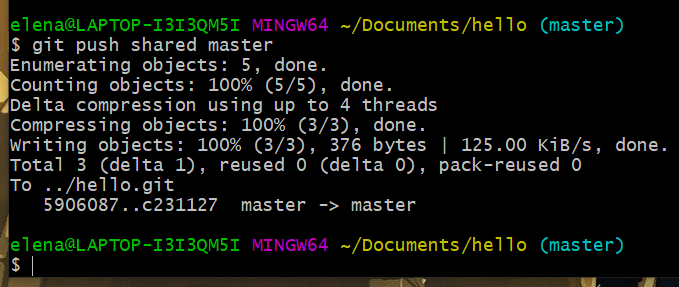 elena@LAPTOP-I3I3QM5I MINGW64 ~/Documents/hello (master)
$ git push shared master
Enumerating objects: 5, done.
Counting objects: 100% (5/5), done.
Delta compression using up to 4 threads
Compressing objects: 100% (3/3), done.
Writing objects: 100% (3/3), 376 bytes | 125.00 KiB/s, done.
Total 3 (delta 1), reused 0 (delta 0), pack-reused 0
To ../hello.git
   5906087..c231127  master -> master
elena@LAPTOP-I3I3QM5I MINGW64 ~/Documents/hello (master)
$